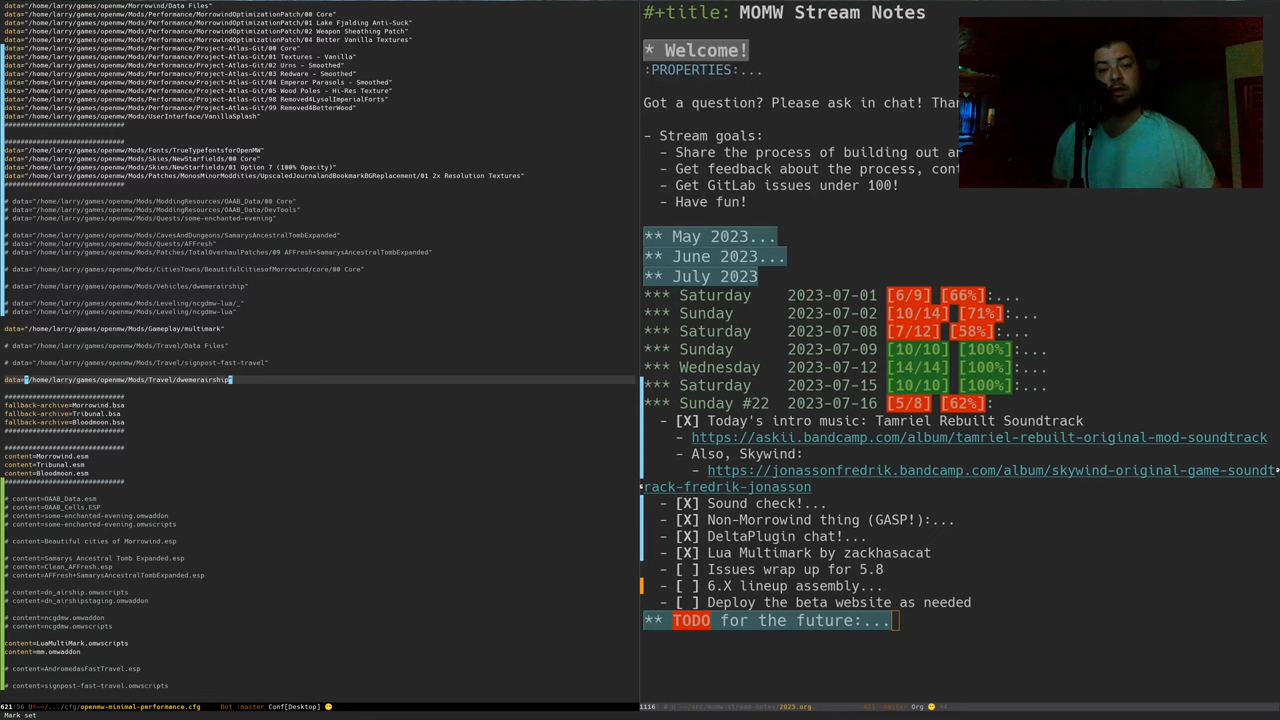 data="/home/larry/games/openmw/Morrowind/Data Files"
data="/home/larry/games/openmw/Mods/Performance/MorrowindOptimizationPatch/00 Core"
data="/home/larry/games/openmw/Mods/Performance/MorrowindOptimizationPatch/01 Lake Fjalding Anti-Suck"
data="/home/larry/games/openmw/Mods/Performance/MorrowindOptimizationPatch/02 Weapon Sheathing Patch"
data="/home/larry/games/openmw/Mods/Performance/MorrowindOptimizationPatch/04 Better Vanilla Textures"
data="/home/larry/games/openmw/Mods/Performance/Project-Atlas-Git/00 Core"
data="/home/larry/games/openmw/Mods/Performance/Project-Atlas-Git/01 Textures - Vanilla"
data="/home/larry/games/openmw/Mods/Performance/Project-Atlas-Git/02 Urns - Smoothed"
data="/home/larry/games/openmw/Mods/Performance/Project-Atlas-Git/03 Redware - Smoothed"
data="/home/larry/games/openmw/Mods/Performance/Project-Atlas-Git/04 Emperor Parasols - Smoothed"
data="/home/larry/games/openmw/Mods/Performance/Project-Atlas-Git/05 Wood Poles - Hi-Res Texture"
data="/home/larry/games/openmw/Mods/Performance/Project-Atlas-Git/98 Removed4LysolImperialForts"
data="/home/larry/games/openmw/Mods/Performance/Project-Atlas-Git/99 Removed4BetterWood"
data="/home/larry/games/openmw/Mods/UserInterface/VanillaSplash"
##############################
##############################
data="/home/larry/games/openmw/Mods/Fonts/TrueTypefontsforOpenMW"
data="/home/larry/games/openmw/Mods/Skies/NewStarfields/00 Core"
data="/home/larry/games/openmw/Mods/Skies/NewStarfields/01 Option 7 (100% Opacity)"
data="/home/larry/games/openmw/Mods/Patches/MonosMinorModdities/UpscaledJournalandBookmarkBGReplacement/01 2x Resolution Textures"
##############################
# data="/home/larry/games/openmw/Mods/ModdingResources/OAAB_Data/00 Core"
# data="/home/larry/games/openmw/Mods/ModdingResources/OAAB_Data/DevTools"
# data="/home/larry/games/openmw/Mods/Quests/some-enchanted-evening"
# data="/home/larry/games/openmw/Mods/CavesAndDungeons/SamarysAncestralTombExpanded"
# data="/home/larry/games/openmw/Mods/Quests/AFFresh"
# data="/home/larry/games/openmw/Mods/Patches/TotalOverhaulPatches/09 AFFresh+SamarysAncestralTombExpanded"
# data="/home/larry/games/openmw/Mods/CitiesTowns/BeautifulCitiesofMorrowind/core/00 Core"
# data="/home/larry/games/openmw/Mods/Vehicles/dwemerairship"
# data="/home/larry/games/openmw/Mods/Leveling/ncgdmw-lua/_"
# data="/home/larry/games/openmw/Mods/Leveling/ncgdmw-lua"
data="/home/larry/games/openmw/Mods/Gameplay/multimark"
# data="/home/larry/games/openmw/Mods/Travel/Data Files"
# data="/home/larry/games/openmw/Mods/Travel/signpost-fast-travel"
data="/home/larry/games/openmw/Mods/Travel/dwemerairship"
##############################
fallback-archive=Morrowind.bsa
fallback-archive=Tribunal.bsa
fallback-archive=Bloodmoon.bsa
##############################
##############################
content=Morrowind.esm
content=Tribunal.esm
content=Bloodmoon.esm
##############################
# content=OAAB_Data.esm
# content=OAAB_Cells.ESP
# content=some-enchanted-evening.omwaddon
# content=some-enchanted-evening.omwscripts
# content=Beautiful cities of Morrowind.esp
# content=Samarys Ancestral Tomb Expanded.esp
# content=Clean_AFFresh.esp
# content=AFFresh+SamarysAncestralTombExpanded.esp
# content=dn_airship.omwscripts
# content=dn_airshipstaging.omwaddon
# content=ncgdmw.omwaddon
# content=ncgdmw.omwscripts
content=LuaMultiMark.omwscripts
content=mm.omwaddon
# content=AndromedasFastTravel.esp
# content=signpost-fast-travel.omwscripts
621:56 U*-~/.../cfg/openmw-minimal-performance.cfg Bot :master Conf[Desktop]
Mark set
#+title: MOMW Stream Notes
* Welcome!
:PROPERTIES:...
Got a question? Please ask in chat!
- Stream goals:
- Share the process of building out
- Get feedback about the process,
- Get GitLab issues under 100!
- Have fun!
** May 2023...
** June 2023...
** July 2023
*** Saturday 2023-07-01 [6/9] [66%]:...
*** Sunday 2023-07-02 [10/14] [71%]:...
*** Saturday 2023-07-08 [7/12] [58%]:...
*** Sunday 2023-07-09 [10/10] [100%]:...
*** Wednesday 2023-07-12 [14/14] [100%]:...
*** Saturday 2023-07-15 [10/10] [100%]:...
*** Sunday #22 2023-07-16 [5/8] [62%]:
- [X] Today's intro music: Tamriel Rebuilt Soundtrack
- https://askii.bandcamp.com/album/tamriel-rebuilt-original-mod-soundtrack
- Also, Skywind:
- https://jonassonfredrik.bandcamp.com/album/skywind-original-game-soundt
rack-fredrik-jonasson
- [X] Sound check!...
- [X] Non-Morrowind thing (GASP!):...
- [X] DeltaPlugin chat!...
- [X] Lua Multimark by zackhasacat
- [ ] Issues wrap up for 5.8
- [ ] 6.X lineup assembly...
- [ ] Deploy the beta website as needed
** TODO for the future:...
1116 ~/src/momw-stream-notes/2023.org :master Org